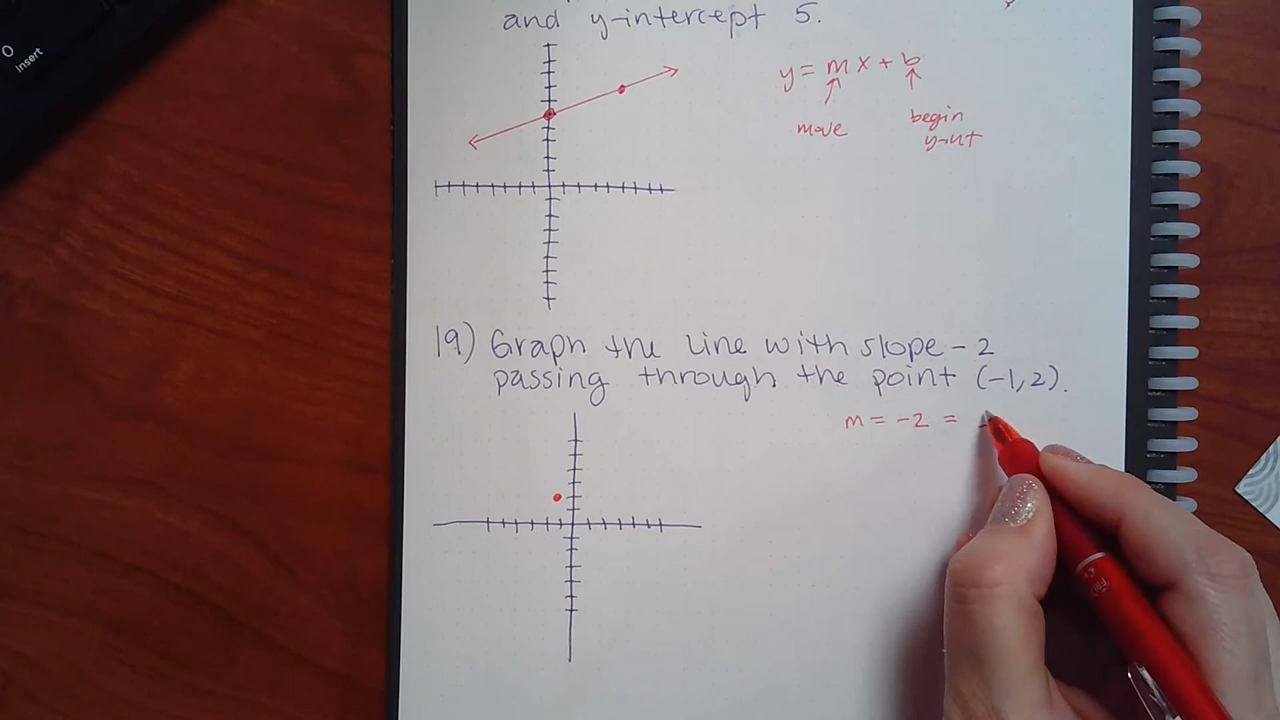 O
Insert
and y-intercept 5.
y = mx + b
move
begin
y-int
19) Graph the line with slope -2
passing through the point (-1,2).
m = -2 =